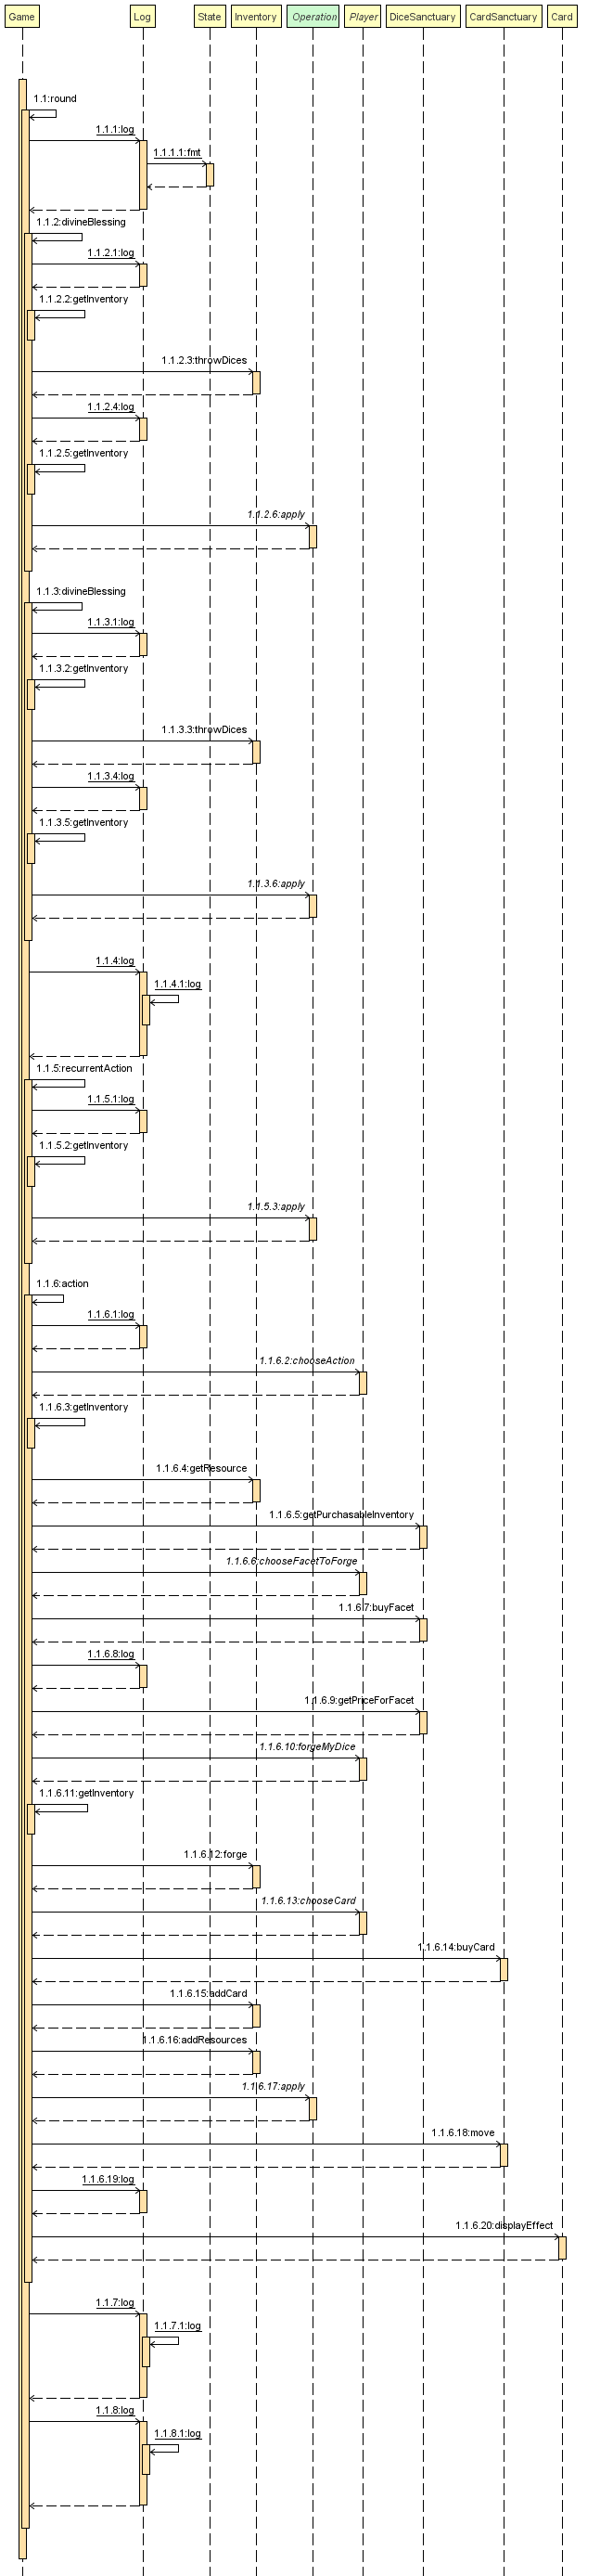 Game Log State Inventory Operation Player DiceSanctuary CardSanctuary Card
1.1:round
1.1.1:log
1.1.1.1:fmt
1.1.2:divineBlessing
1.1.2.1:log
1.1.2.2:getInventory
1.1.2.3:throwDices
1.1.2.4:log
1.1.2.5:getInventory
1.1.2.6:apply
1.1.3:divineBlessing
1.1.3.1:log
1.1.3.2:getInventory
1.1.3.3:throwDices
1.1.3.4:log
1.1.3.5:getInventory
1.1.3.6:apply
1.1.4:log
1.1.4.1:log
1.1.5:recurrentAction
1.1.5.1:log
1.1.5.2:getInventory
1.1.5.3:apply
1.1.6:action
1.1.6.1:log
1.1.6.2:chooseAction
1.1.6.3:getInventory
1.1.6.4:getResource
1.1.6.5:getPurchasableInventory
1.1.6.6:chooseFacetToForge
1.1.6.7:buyFacet
1.1.6.8:log
1.1.6.9:getPriceForFacet
1.1.6.10:forgeMyDice
1.1.6.11:getInventory
1.1.6.12:forge
1.1.6.13:chooseCard
1.1.6.14:buyCard
1.1.6.15:addCard
1.1.6.16:addResources
1.1.6.17:apply
1.1.6.18:move
1.1.6.19:log
1.1.6.20:displayEffect
1.1.7:log
1.1.7.1:log
1.1.8:log
1.1.8.1:log